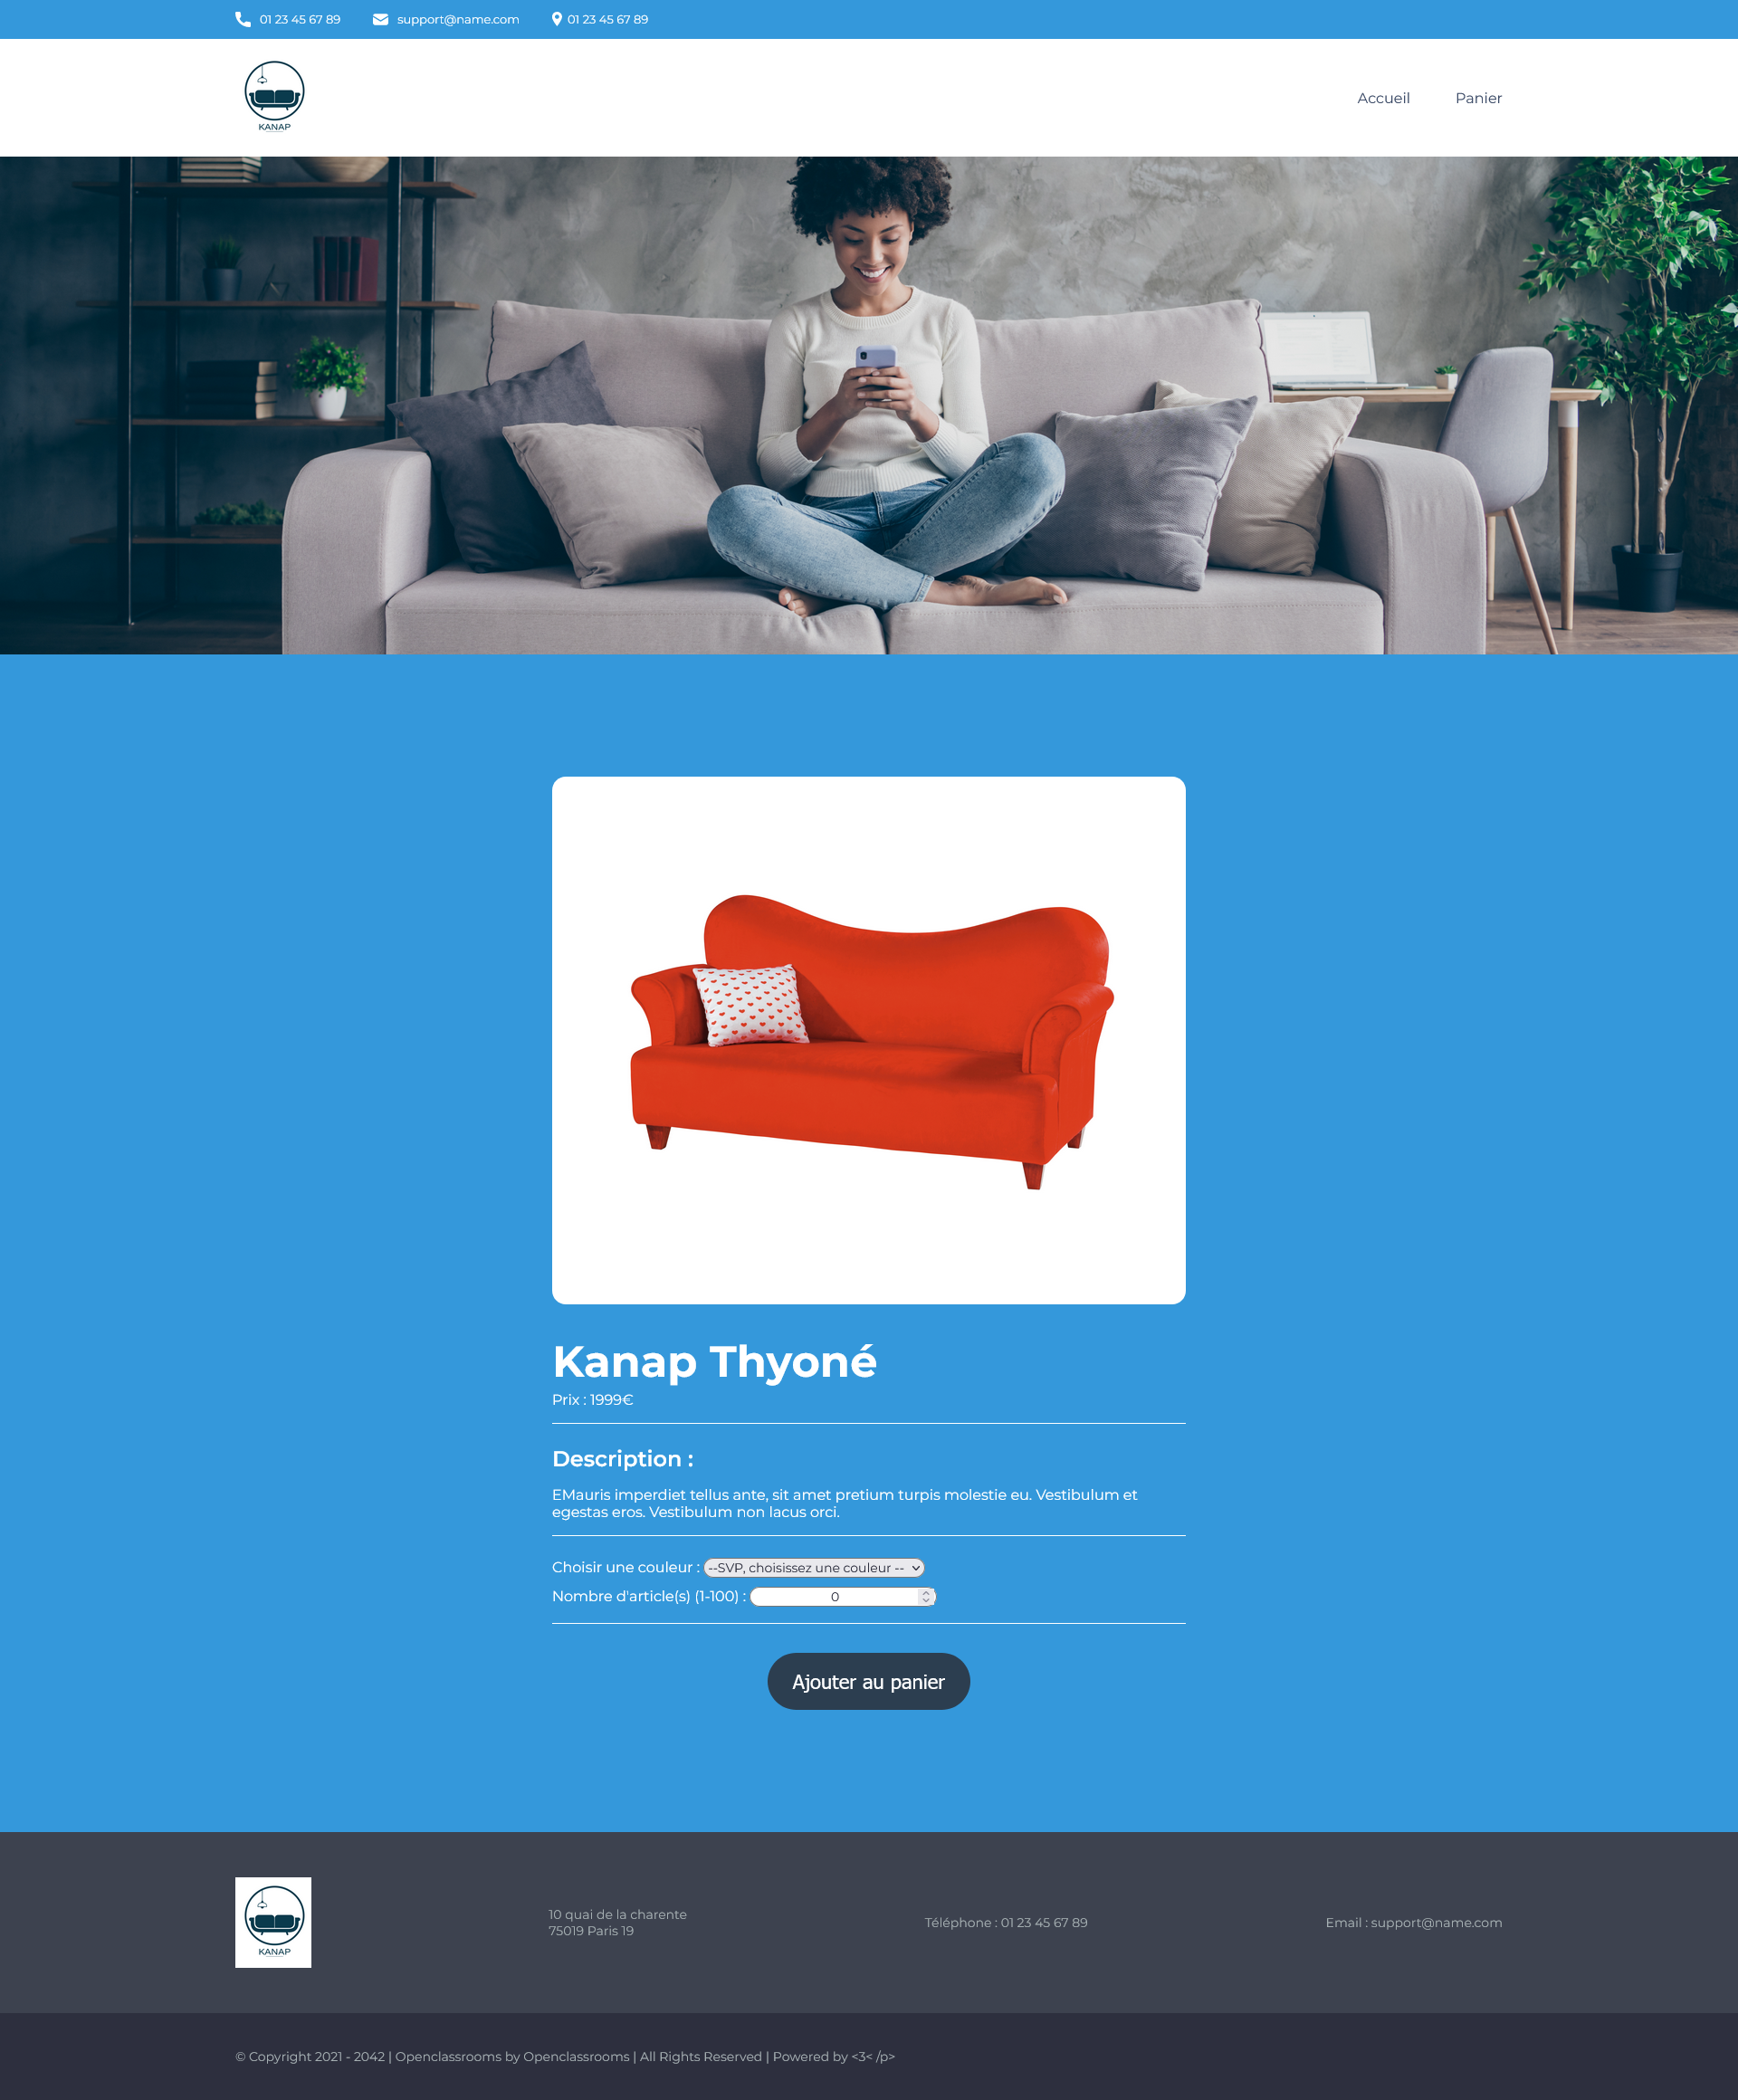 01 23 45 67 89
support@name.com
01 23 45 67 89
KANAP
Accueil
Panier
Kanap Thyoné
Prix : 1999€
Description :
EMauris imperdiet tellus ante, sit amet pretium turpis molestie eu. Vestibulum et
egestas eros. Vestibulum non lacus orci.
Choisir une couleur : --SVP, choisissez une couleur --
Nombre d'article(s) (1-100) : 0
Ajouter au panier
KANAP
10 quai de la charente
75019 Paris 19
Téléphone : 01 23 45 67 89
Email : support@name.com
© Copyright 2021 - 2042 | Openclassrooms by Openclassrooms | All Rights Reserved | Powered by <3< /p>